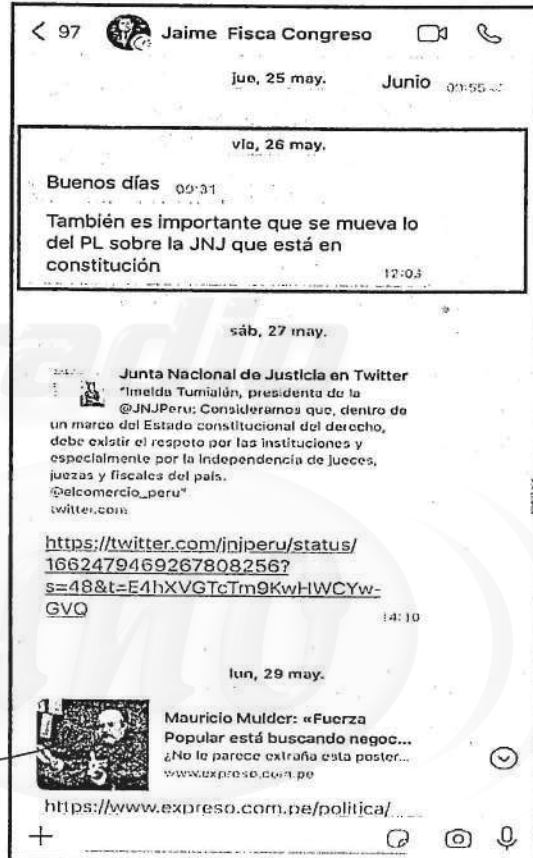 97
Jaime Fisca Congreso
jue, 25 may.
Junio
vie, 26 may.
Buenos días 09:31
También es importante que se mueva lo
del PL sobre la JNJ que está en
constitución
12:03
sáb, 27 may.
Junta Nacional de Justicia en Twitter
"Imelda Tumialán, presidenta de la
@JNJPeru: Consideramos que, dentro de
un marco del Estado constitucional del derecho,
debe existir el respeto por las instituciones y
especialmente por la independencia de jueces,
juezas y fiscales del país.
@elcomercio_peru"
twitter.com
https://twitter.com/jnjperu/status/
1662479469267808256?
s=48&t=E4hXVGTcTm9KwHWCYw-
GVQ
14:10
lun, 29 may.
Mauricio Mulder: «Fuerza
Popular está buscando negoc...
¿No le parece extraña esta poster...
www.expreso.com.pe
https://www.expreso.com.pe/politica/